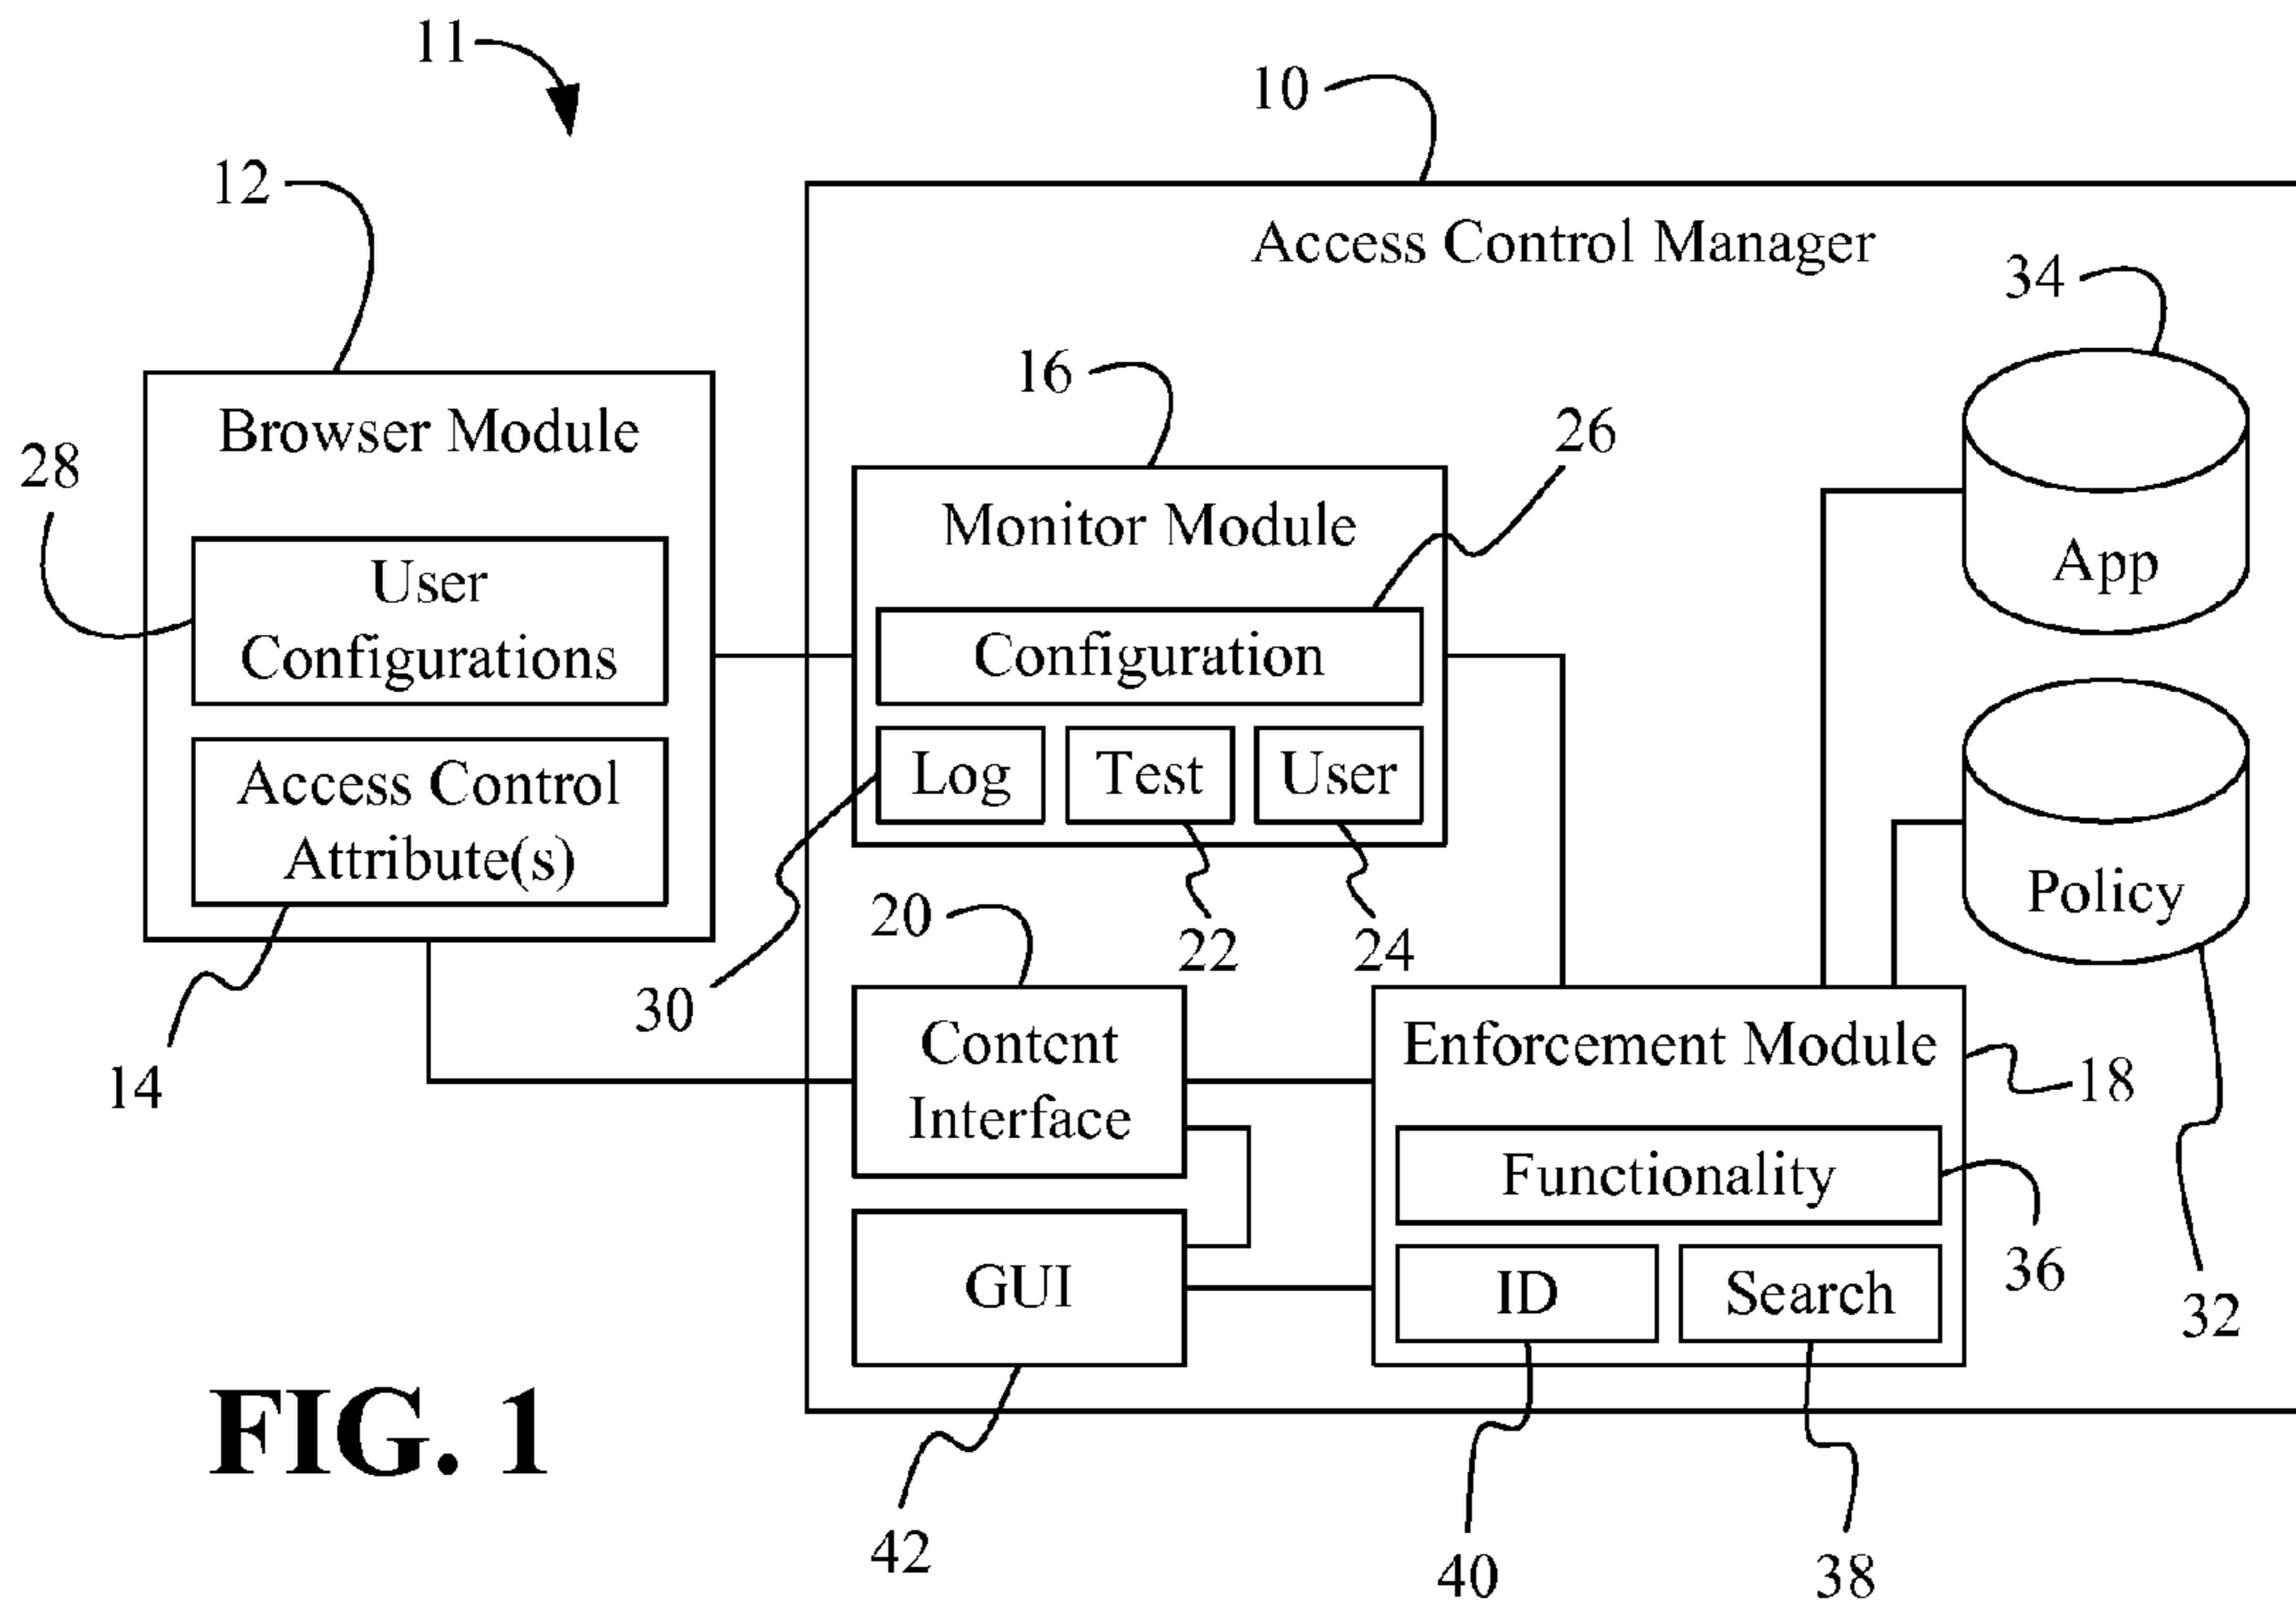 11
10
12
Access Control Manager
34
16
26
Browser Module
28
Monitor Module
User
Configurations
App
Configuration
Log
Test
User
Access Control
Attribute(s)
Policy
20
22
24
30
Content
Interface
Enforcement Module
18
14
Functionality
36
GUI
ID
Search
32
FIG. 1
42
40
38